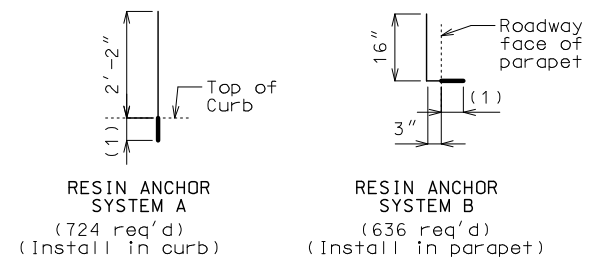 2'-2"
(1)
Top of
Curb
RESIN ANCHOR
SYSTEM A
(724 req'd)
(Install in curb)
16"
3"
(1)
Roadway
face of
parapet
RESIN ANCHOR
SYSTEM B
(636 req'd)
(Install in parapet)